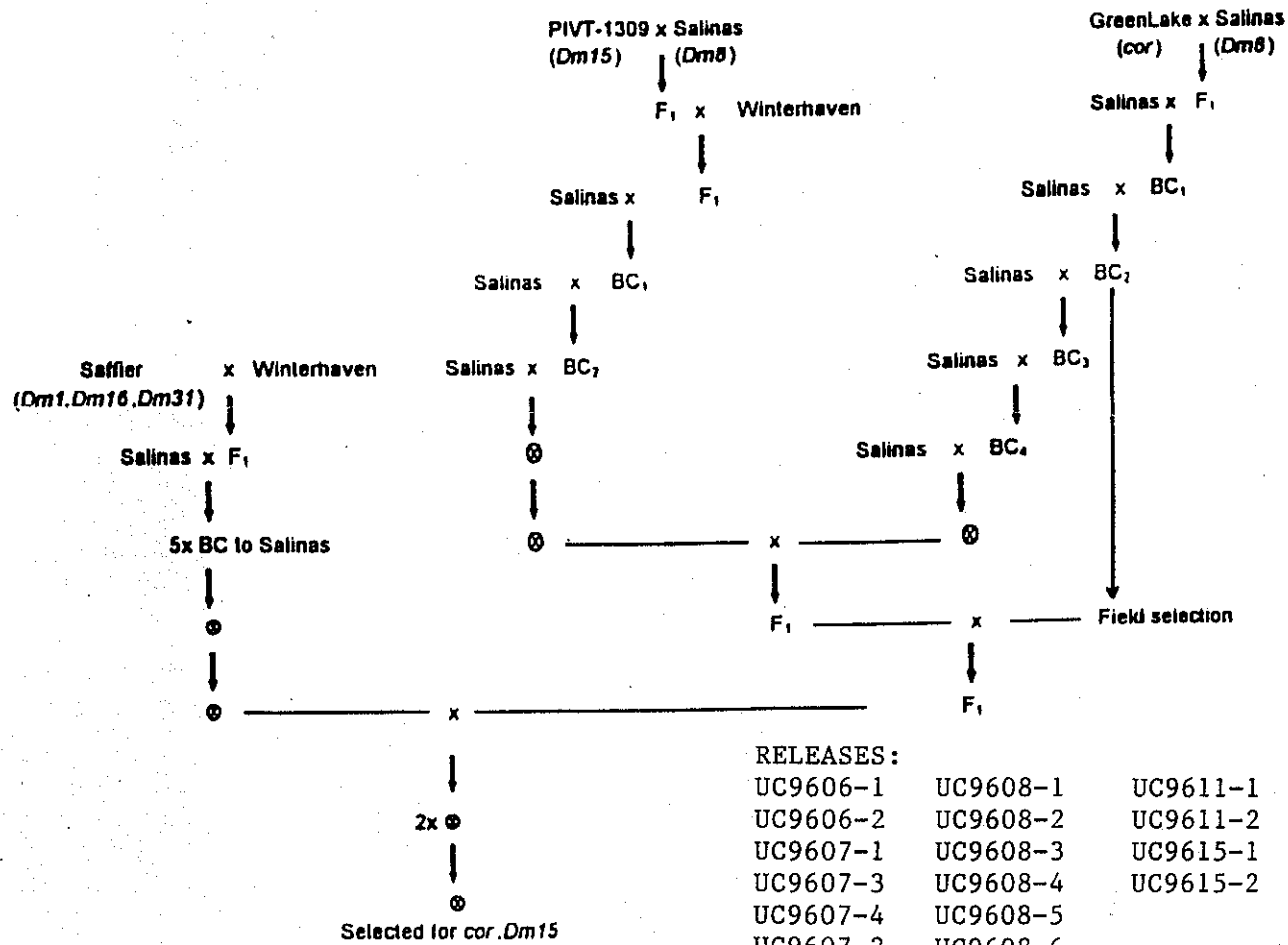 PIVT-1309 x Salinas
(Dm15) (Dm8)
GreenLake x Salinas
(cor) (Dm8)
F₁ x Winterhaven
Salinas x F₁
Salinas x F₁
Salinas x BC₁
Salinas x BC₁
Salinas x BC₂
Saffier x Winterhaven
(Dm1,Dm16,Dm31)
Salinas x BC₂
Salinas x BC₃
Salinas x F₁
⊗
Salinas x BC₄
5x BC to Salinas
⊗ x ⊗
⊗
F₁ x Field selection
⊗ x F₁
2x ⊗
⊗
Selected for cor,Dm15
RELEASES:
UC9606-1 UC9608-1 UC9611-1
UC9606-2 UC9608-2 UC9611-2
UC9607-1 UC9608-3 UC9615-1
UC9607-3 UC9608-4 UC9615-2
UC9607-4 UC9608-5
UC9607-2 UC9608-6